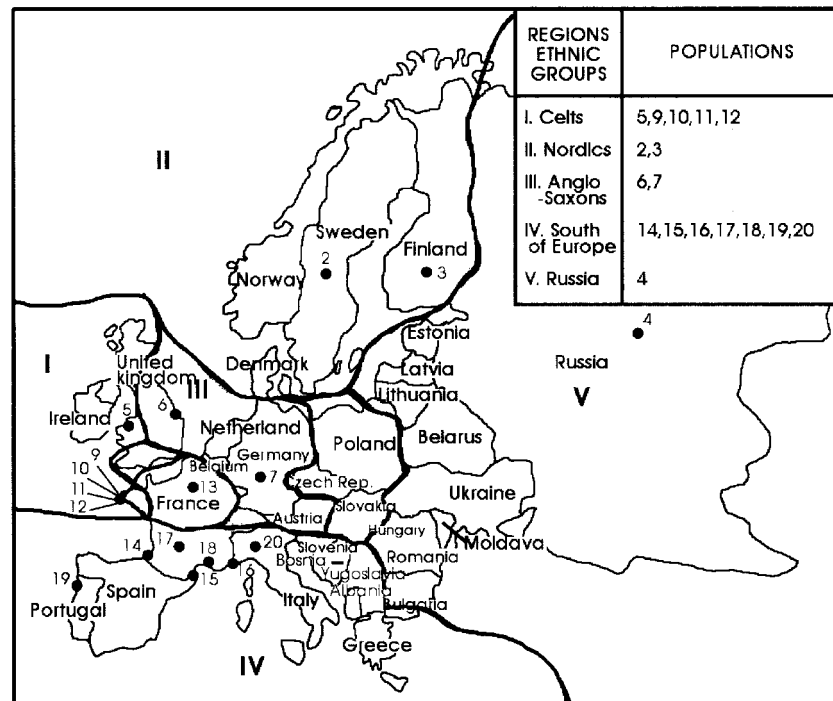 REGIONS
ETHNIC
GROUPS
POPULATIONS
I. Celts
5,9,10,11,12
II. Nordics
2,3
III. Anglo
-Saxons
6,7
IV. South
of Europe
14,15,16,17,18,19,20
V. Russia
4
II
Sweden
Finland
2
3
Norway
4
Estonia
Russia
I
United
kingdom
III
Denmark
Latvia
V
Lithuania
Ireland
5
6
Netherland
Poland
Belarus
9
10
11
12
Belgium
Germany
7
Czech Rep.
13
France
Slovakia
Ukraine
Austria
Hungary
Moldava
14
17
18
20
Slovenia
Romania
Bosnia
15
6
Yugoslavia
19
Spain
Albania
Portugal
Italy
Bulgaria
Greece
IV